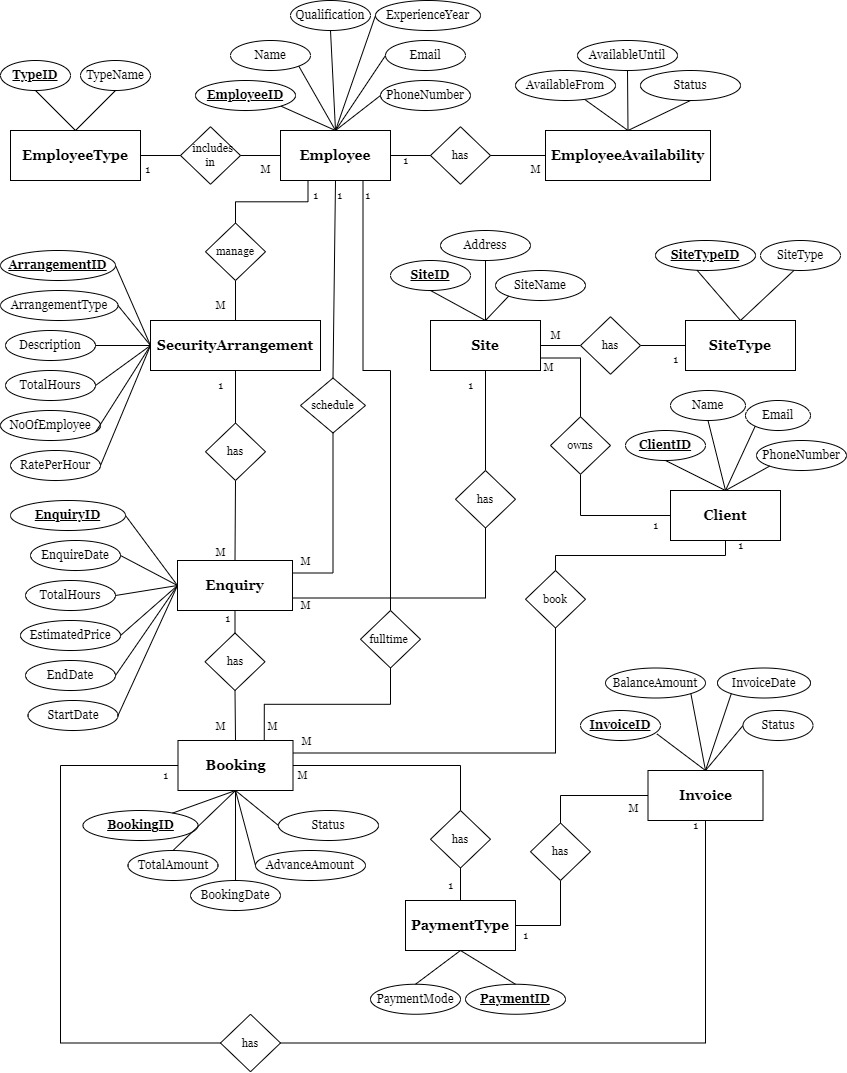 Qualification
ExperienceYear
Name
Email
EmployeeID
PhoneNumber
AvailableUntil
AvailableFrom
Status
TypeID
TypeName
EmployeeType
1
includes
in
M
Employee
1
has
M
EmployeeAvailability
1
1
1
manage
M
ArrangementID
ArrangementType
Description
TotalHours
NoOfEmployee
RatePerHour
SecurityArrangement
1
has
M
schedule
Address
SiteID
SiteName
Site
M
has
1
SiteTypeID
SiteType
SiteType
M
owns
1
1
has
Name
Email
ClientID
PhoneNumber
Client
1
book
EnquiryID
EnquireDate
TotalHours
EstimatedPrice
EndDate
StartDate
Enquiry
M
M
1
has
M
fulltime
M
M
Booking
1
M
BookingID
Status
TotalAmount
AdvanceAmount
BookingDate
has
1
PaymentType
1
PaymentMode
PaymentID
has
M
BalanceAmount
InvoiceDate
InvoiceID
Status
Invoice
1
has